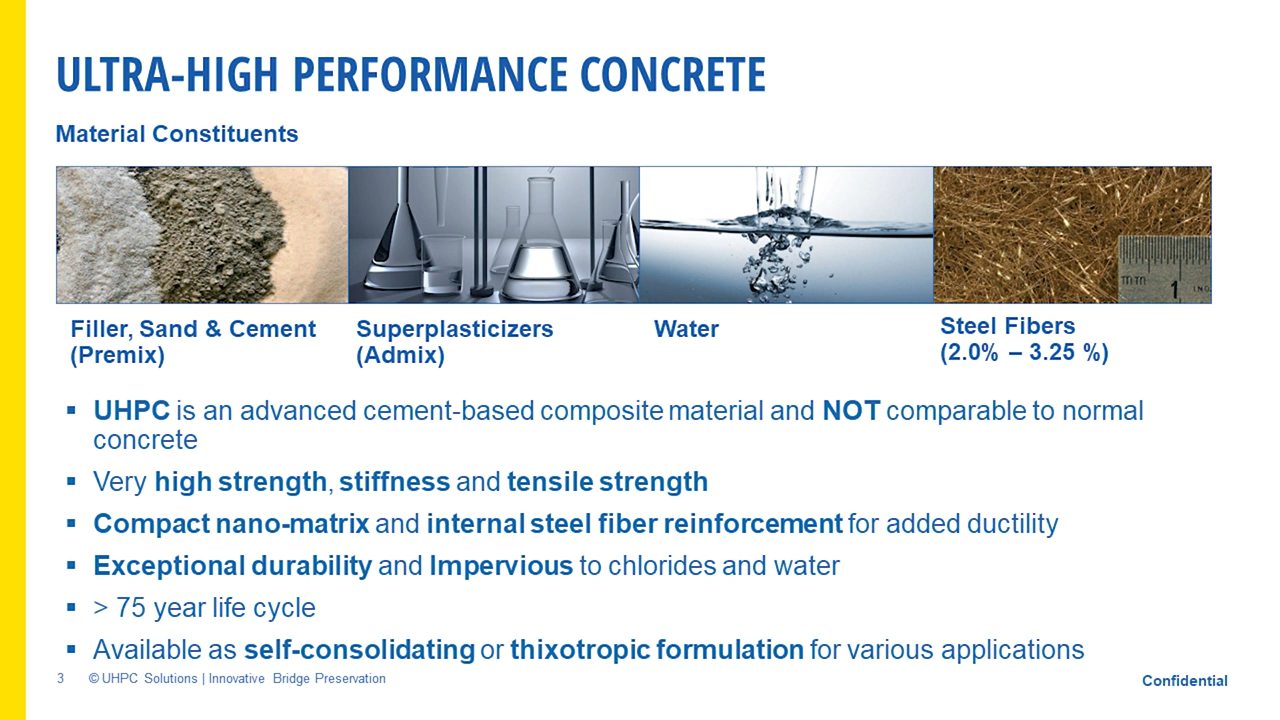 ULTRA-HIGH PERFORMANCE CONCRETE
Material Constituents
mm 1 INO
Filler, Sand & Cement
(Premix)
Superplasticizers
(Admix)
Water
Steel Fibers
(2.0% – 3.25 %)
▪ UHPC is an advanced cement-based composite material and NOT comparable to normal
concrete
▪ Very high strength, stiffness and tensile strength
▪ Compact nano-matrix and internal steel fiber reinforcement for added ductility
▪ Exceptional durability and Impervious to chlorides and water
▪ > 75 year life cycle
▪ Available as self-consolidating or thixotropic formulation for various applications
3 © UHPC Solutions | Innovative Bridge Preservation
Confidential